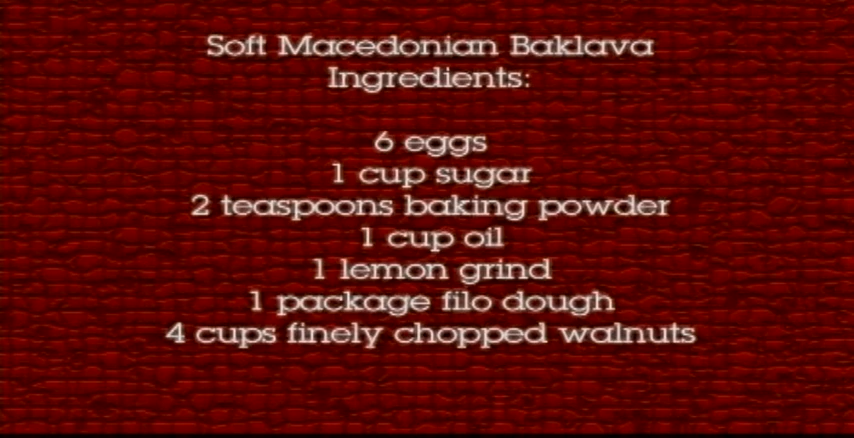 Soft Macedonian Baklava
Ingredients:
6 eggs
1 cup sugar
2 teaspoons baking powder
1 cup oil
1 lemon grind
1 package filo dough
4 cups finely chopped walnuts